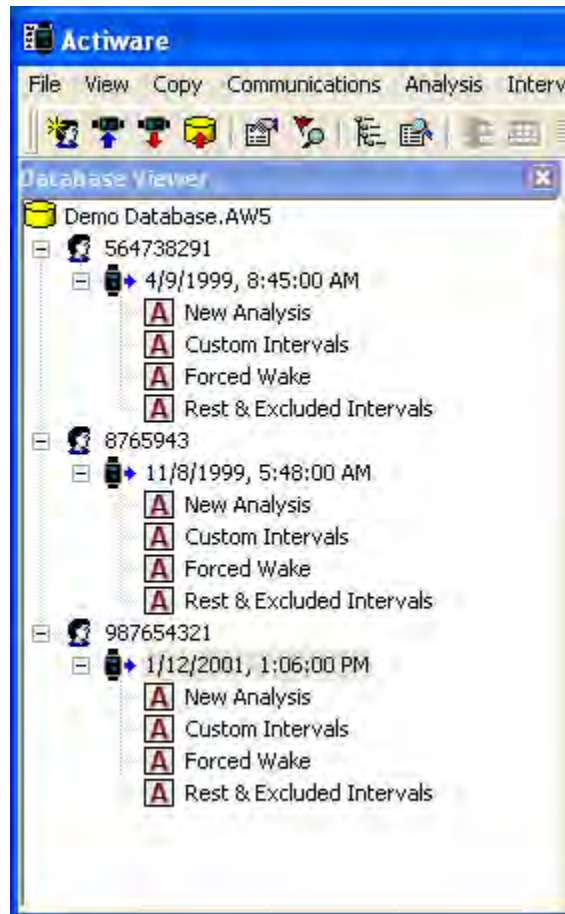 Actiware
File View Copy Communications Analysis Interv
Database Viewer
Demo Database.AW5
564738291
4/9/1999, 8:45:00 AM
A New Analysis
A Custom Intervals
A Forced Wake
A Rest & Excluded Intervals
8765943
11/8/1999, 5:48:00 AM
A New Analysis
A Custom Intervals
A Forced Wake
A Rest & Excluded Intervals
987654321
1/12/2001, 1:06:00 PM
A New Analysis
A Custom Intervals
A Forced Wake
A Rest & Excluded Intervals